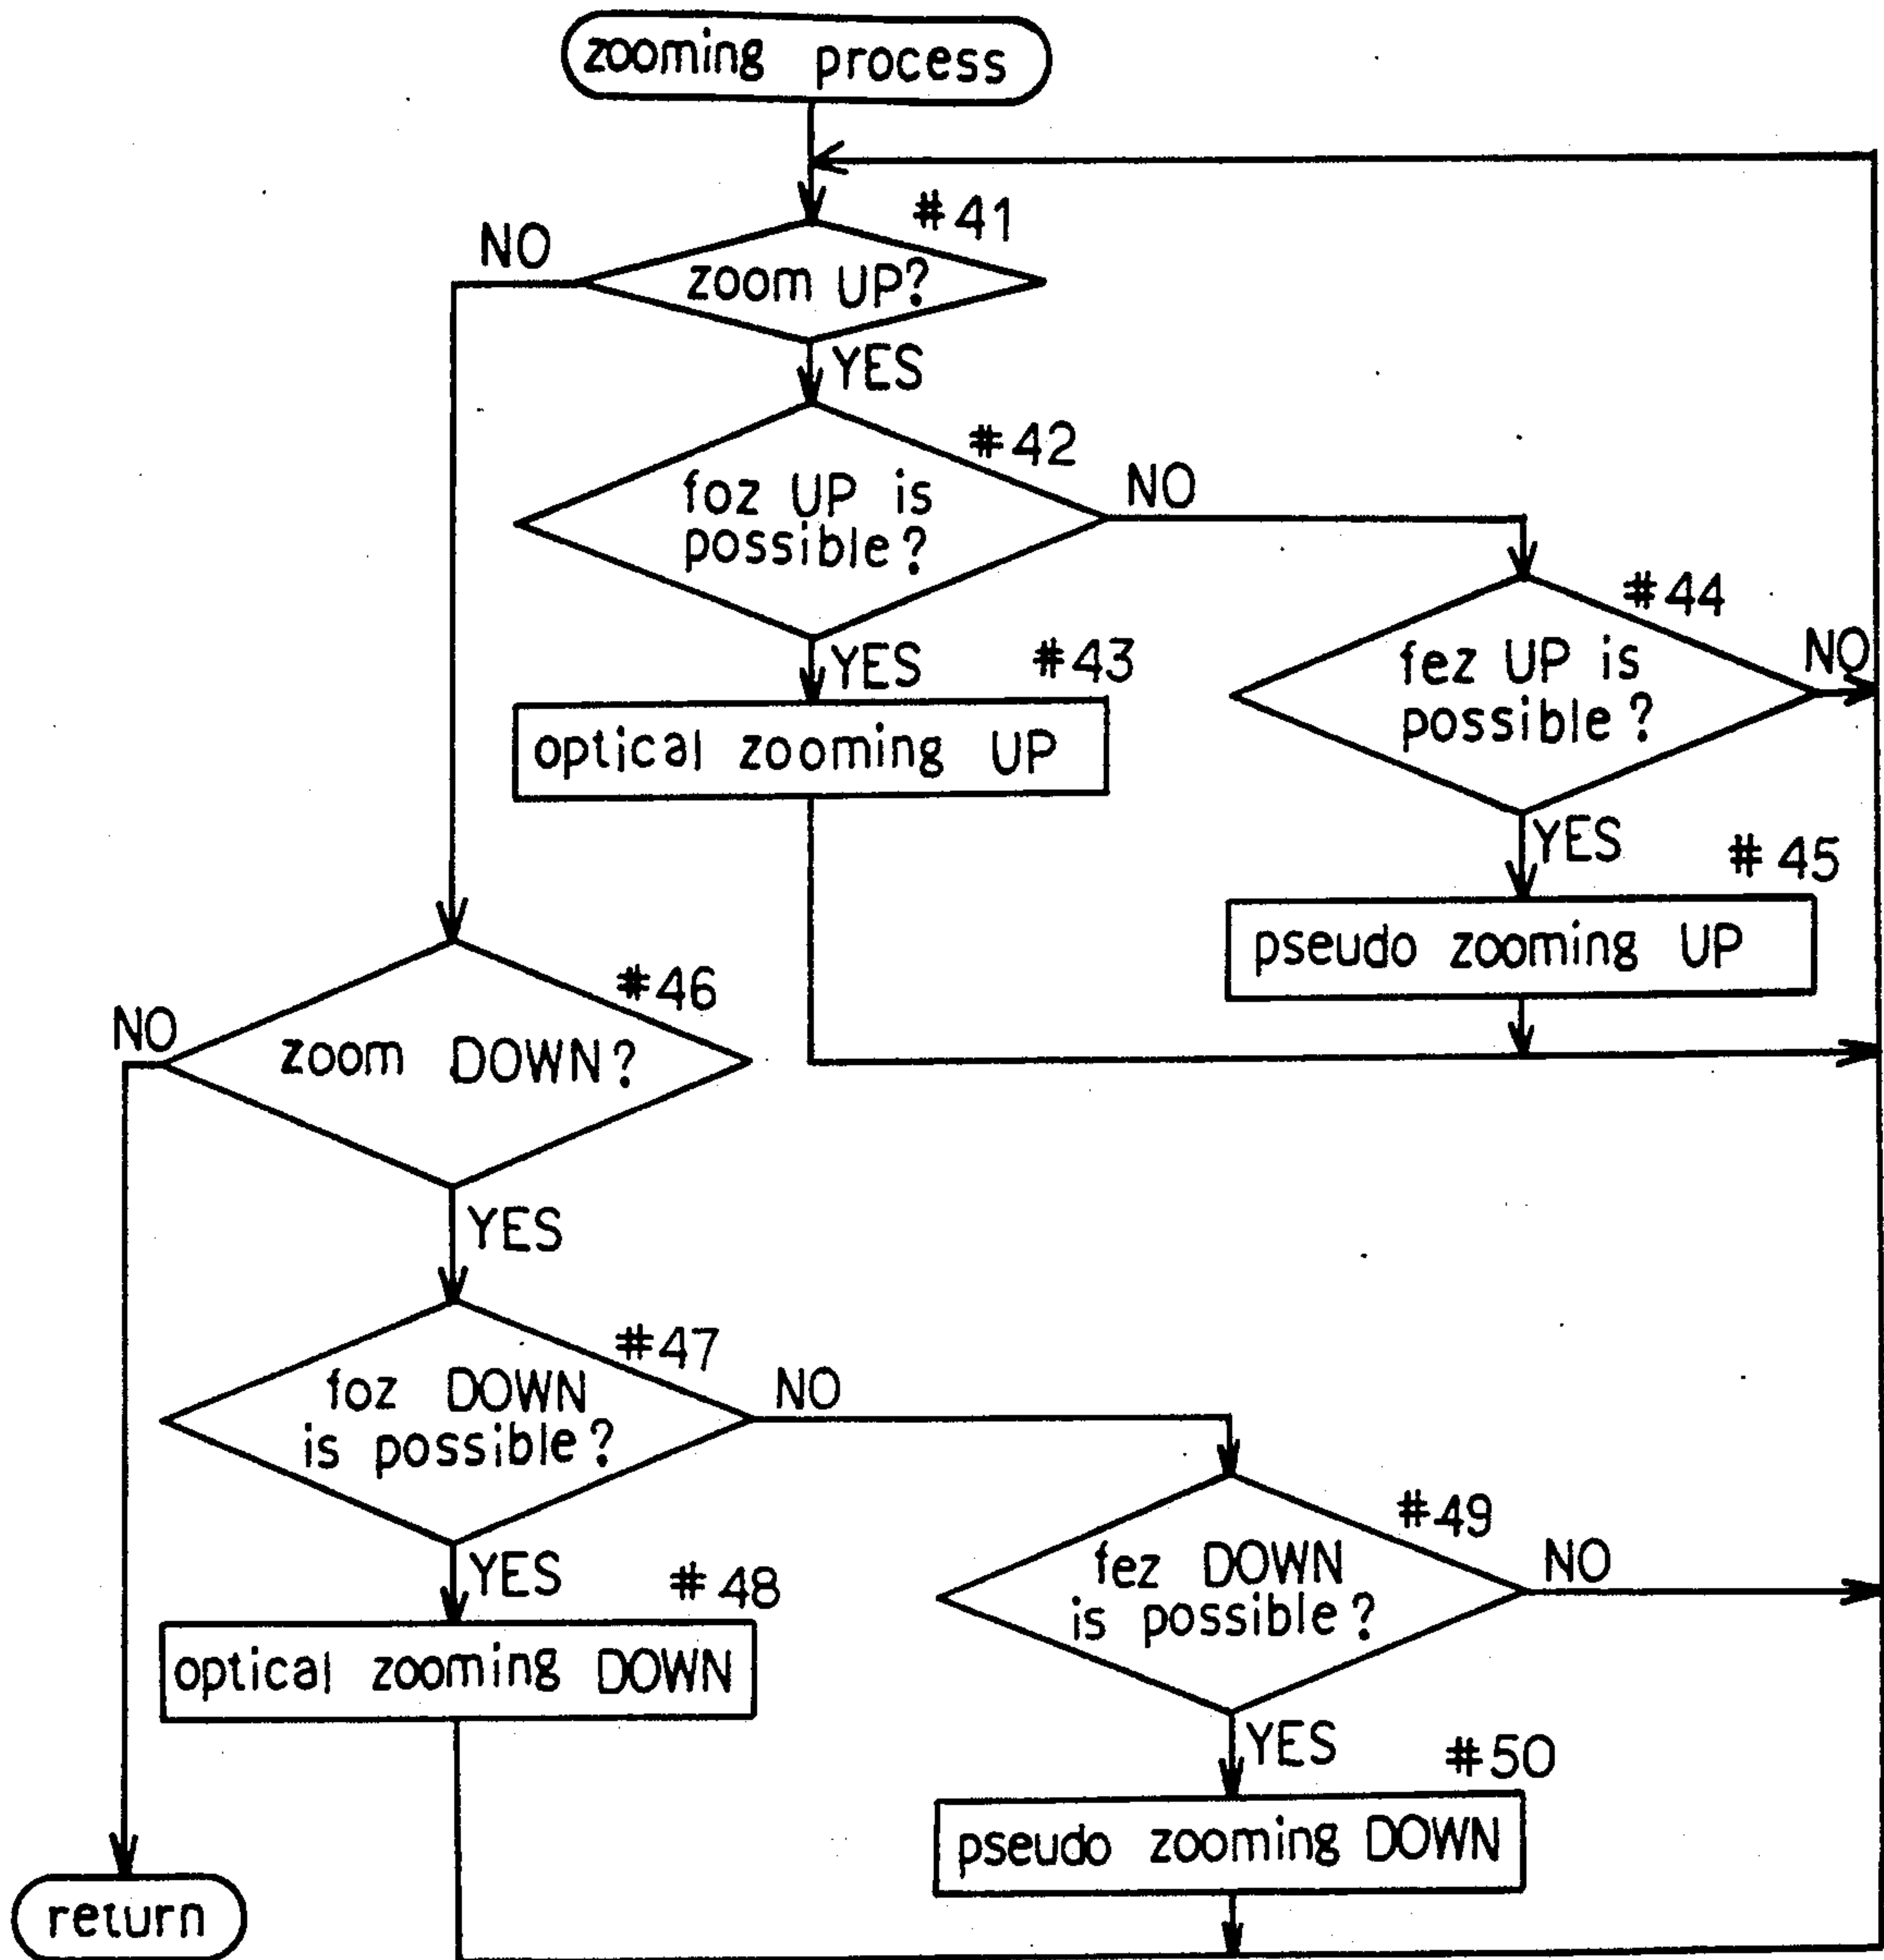 zooming process
#41
NO
zoom UP?
YES
#42
NO
foz UP is
possible?
#44
YES
#43
fez UP is
possible?
NO
optical zooming UP
YES
#45
pseudo zooming UP
#46
NO
zoom DOWN?
YES
#47
foz DOWN
is possible?
NO
#49
YES
#48
fez DOWN
is possible?
NO
optical zooming DOWN
YES
#50
pseudo zooming DOWN
return